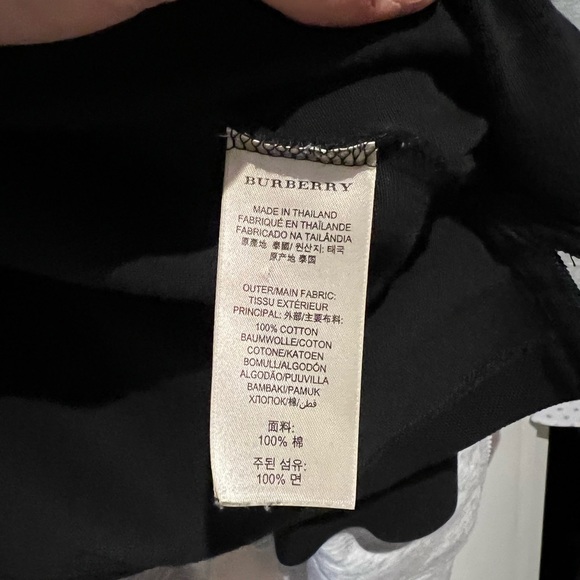 BURBERRY
MADE IN THAILAND
FABRIQUÉ EN THAÏLANDE
FABRICADO NA TAILÂNDIA
原產地 泰國/ 원산지: 태국
原产地 泰国
OUTER/MAIN FABRIC:
TISSU EXTÉRIEUR
PRINCIPAL: 外部/主要布料:
100% COTTON
BAUMWOLLE/COTON
COTONE/KATOEN
BOMULL/ALGODÓN
ALGODÃO/PUUVILLA
BAMBAKI/PAMUK
ХЛОПОК/棉/قطن
面料:
100% 棉
주된 섬유:
100% 면